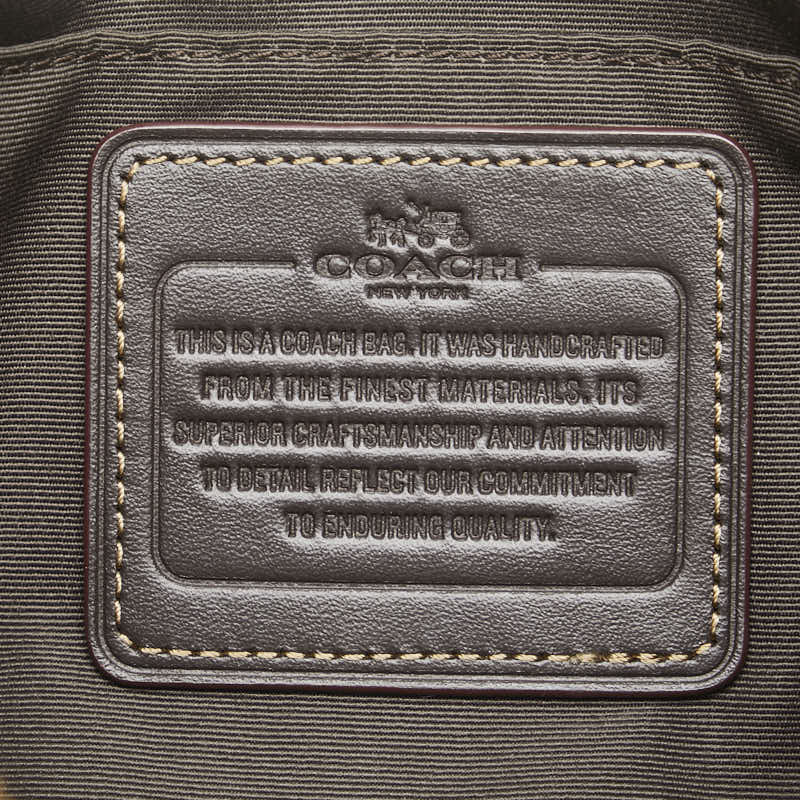 COACH
NEW YORK
THIS IS A COACH BAG. IT WAS HANDCRAFTED
FROM THE FINEST MATERIALS. ITS
SUPERIOR CRAFTSMANSHIP AND ATTENTION
TO DETAIL REFLECT OUR COMMITMENT
TO ENDURING QUALITY.